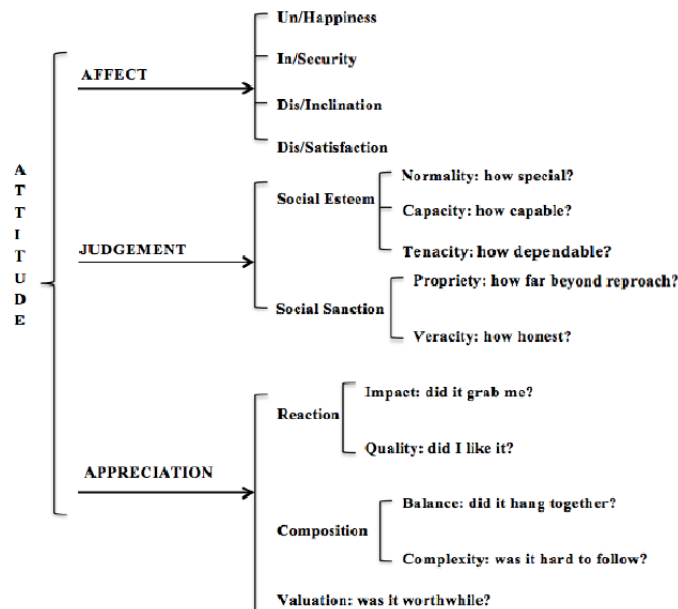 ATTITUDE
AFFECT
Un/Happiness
In/Security
Dis/Inclination
Dis/Satisfaction
JUDGEMENT
Social Esteem
Normality: how special?
Capacity: how capable?
Tenacity: how dependable?
Social Sanction
Propriety: how far beyond reproach?
Veracity: how honest?
APPRECIATION
Reaction
Impact: did it grab me?
Quality: did I like it?
Composition
Balance: did it hang together?
Complexity: was it hard to follow?
Valuation: was it worthwhile?